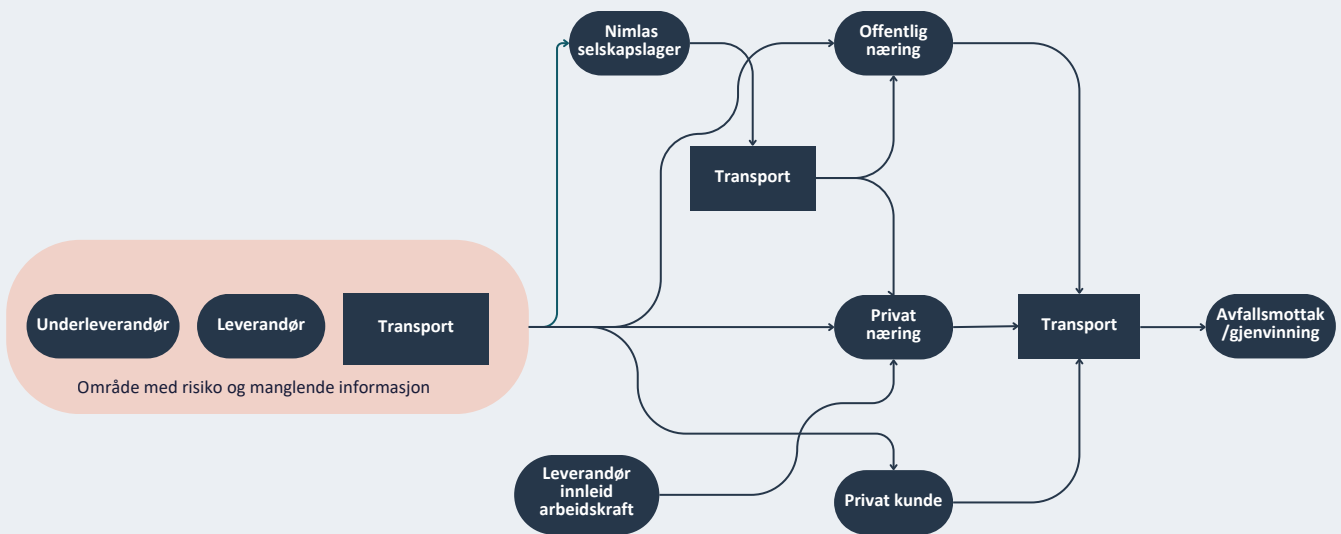 Nimlas
selskapslager
Offentlig
næring
Transport
Underleverandør
Leverandør
Transport
Område med risiko og manglende informasjon
Privat
næring
Transport
Avfallsmottak
/gjenvinning
Leverandør
innleid
arbeidskraft
Privat kunde